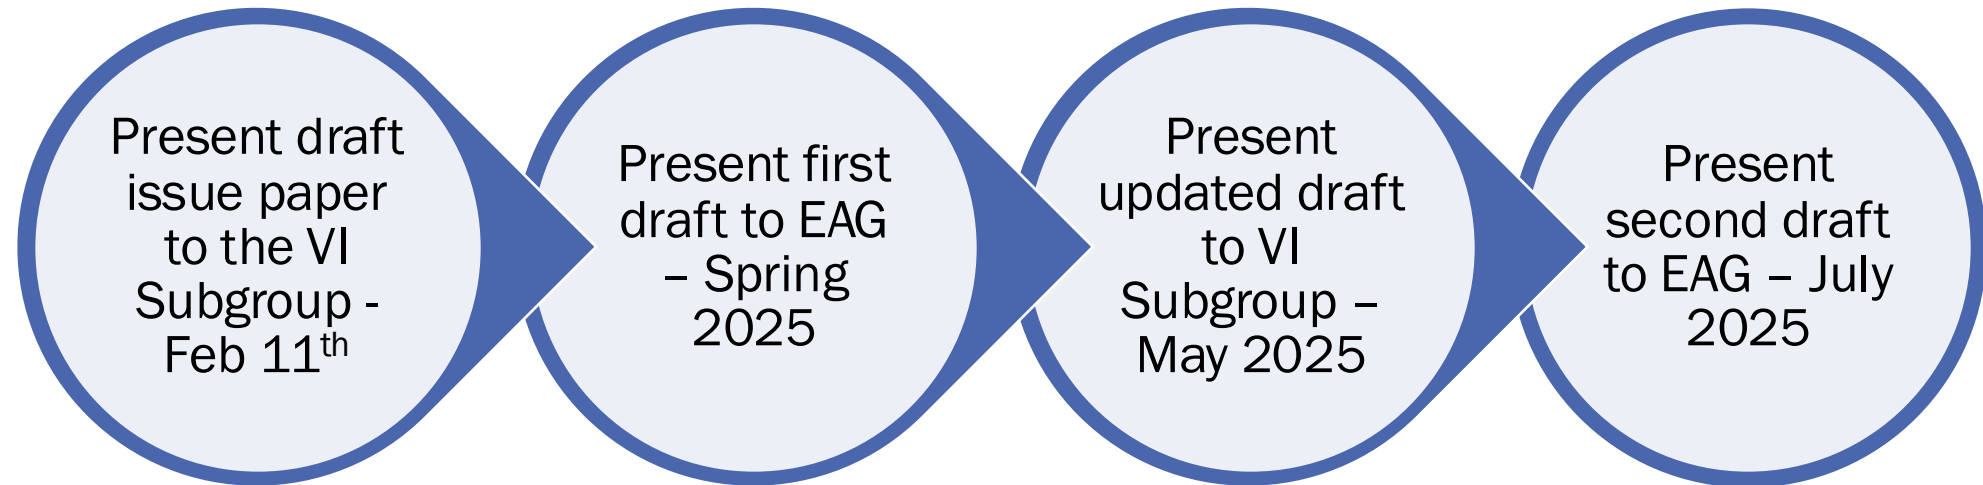 Present draft
issue paper
to the VI
Subgroup -
Feb 11th
Present first
draft to EAG
– Spring
2025
Present
updated draft
to VI
Subgroup –
May 2025
Present
second draft
to EAG – July
2025